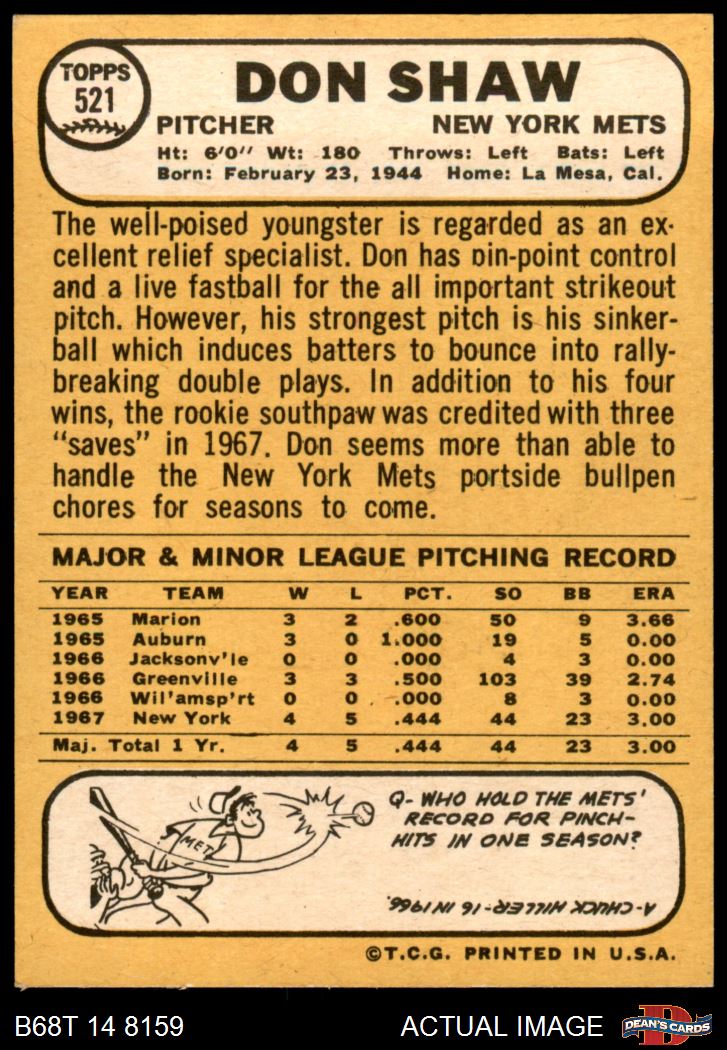 TOPPS
521
DON SHAW
PITCHER NEW YORK METS
Ht: 6'0" Wt: 180 Throws: Left Bats: Left
Born: February 23, 1944 Home: La Mesa, Cal.
The well-poised youngster is regarded as an ex-
cellent relief specialist. Don has pin-point control
and a live fastball for the all important strikeout
pitch. However, his strongest pitch is his sinker-
ball which induces batters to bounce into rally-
breaking double plays. In addition to his four
wins, the rookie southpaw was credited with three
"saves" in 1967. Don seems more than able to
handle the New York Mets portside bullpen
chores for seasons to come.
MAJOR & MINOR LEAGUE PITCHING RECORD
YEAR TEAM W L PCT. SO BB ERA
1965 Marion 3 2 .600 50 9 3.66
1965 Auburn 3 0 1.000 19 5 0.00
1966 Jacksonv'le 0 0 .000 4 3 0.00
1966 Greenville 3 3 .500 103 39 2.74
1966 Wil'amsp'rt 0 0 .000 8 3 0.00
1967 New York 4 5 .444 44 23 3.00
Maj. Total 1 Yr. 4 5 .444 44 23 3.00
MET
Q- WHO HOLD THE METS'
RECORD FOR PINCH-
HITS IN ONE SEASON?
A-CHUCK HILLER-16 IN 1966.
©T.C.G. PRINTED IN U.S.A.
B68T 14 8159 ACTUAL IMAGE
D
DEAN'S CARDS